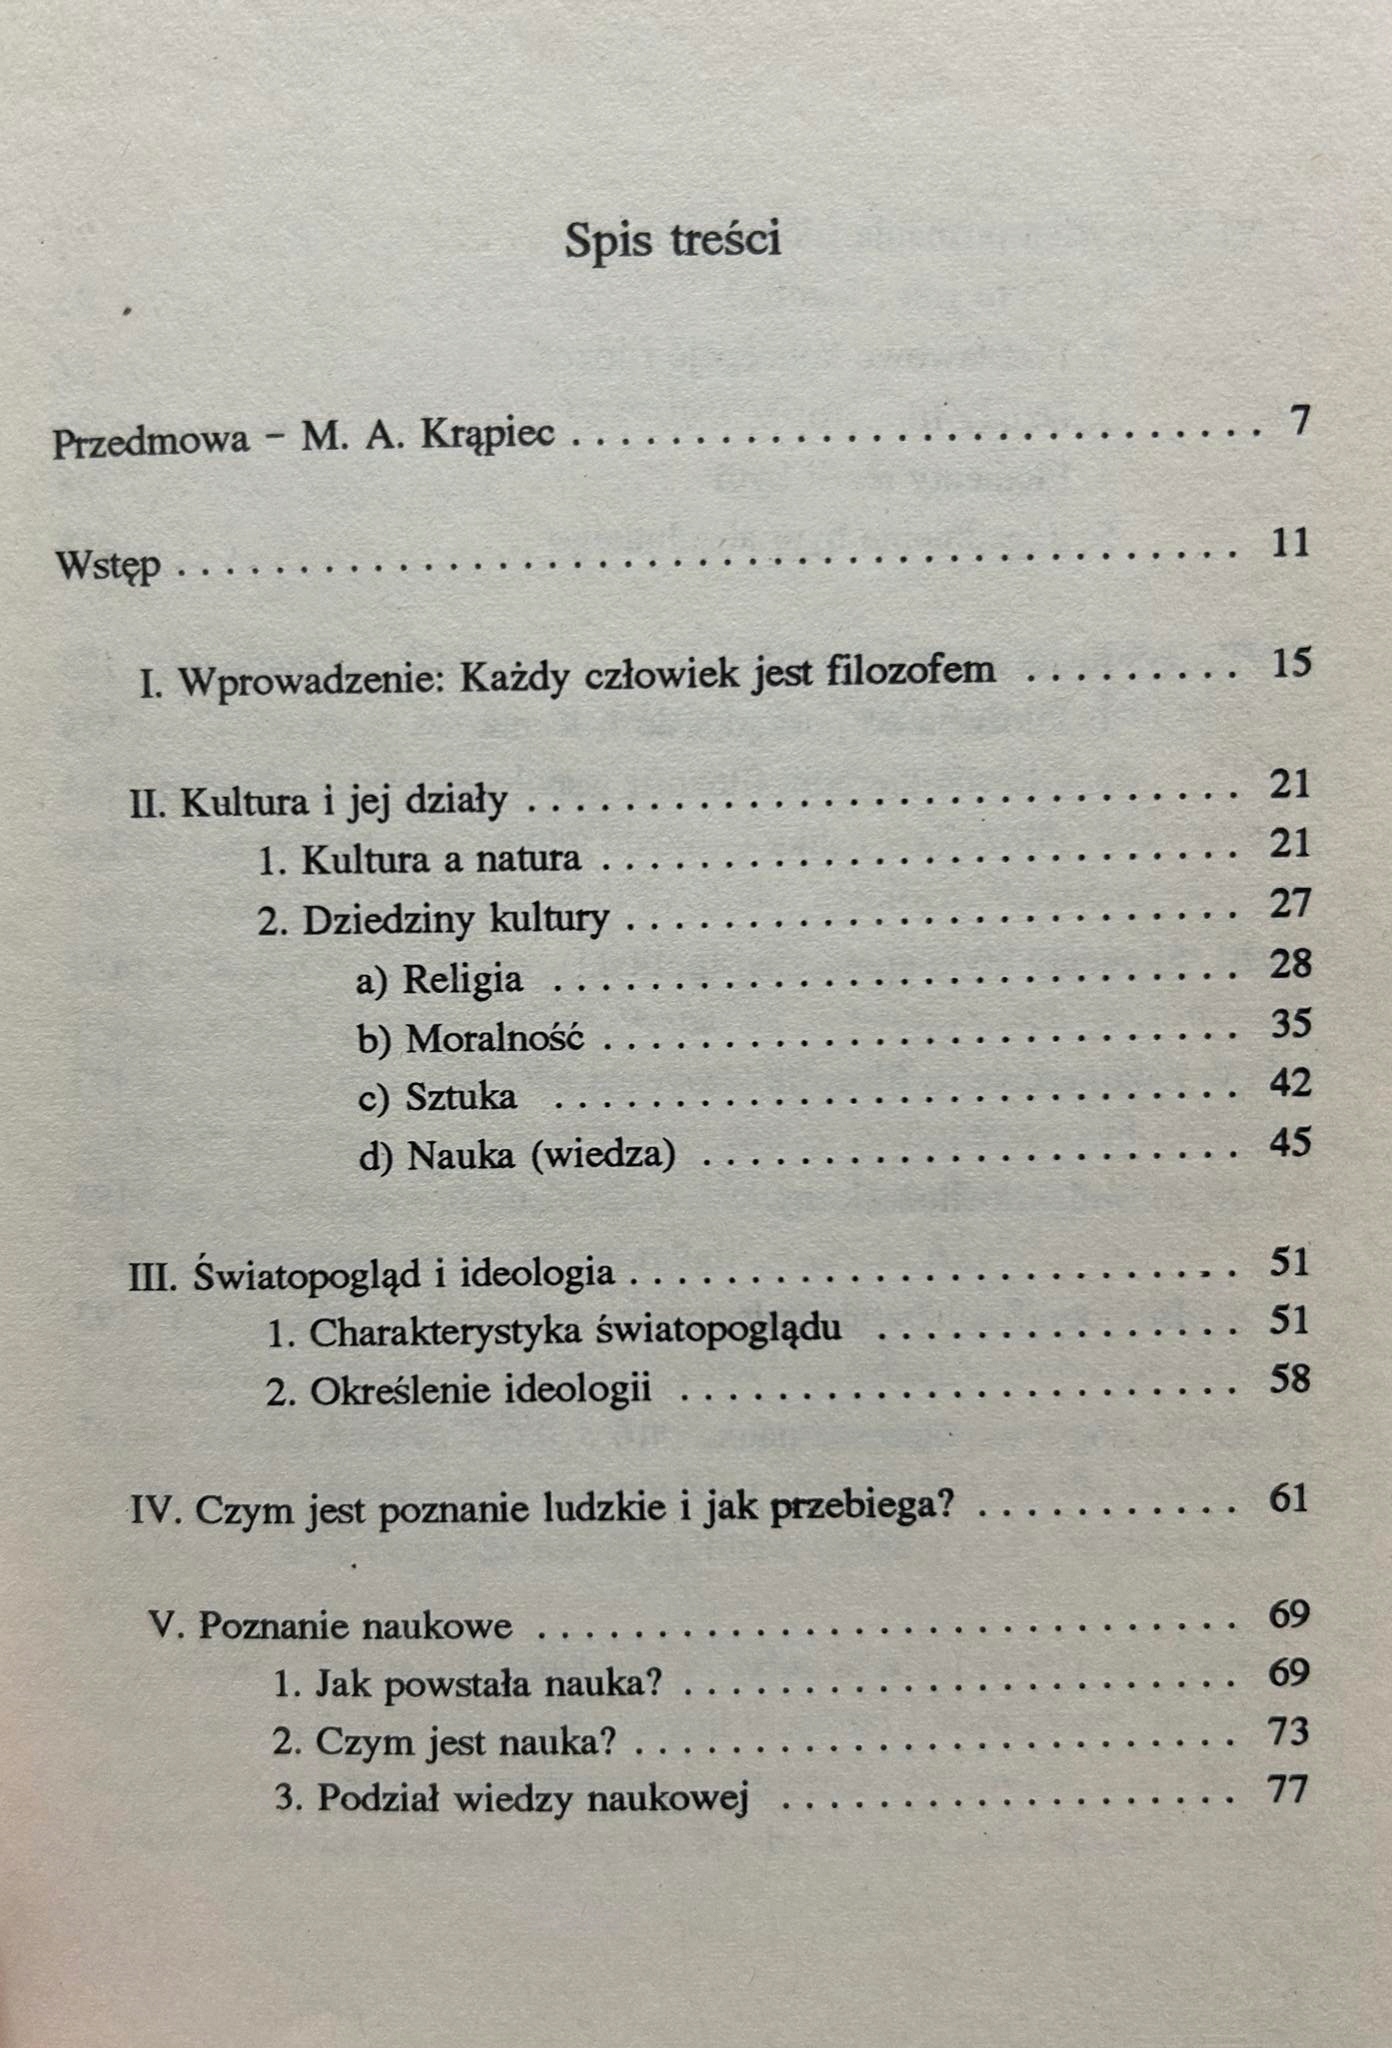 Spis treści
Przedmowa – M. A. Krąpiec . . . . . . . . . . . . . . . . . . . . . . . . . . . . 7
Wstęp . . . . . . . . . . . . . . . . . . . . . . . . . . . . . . . . . . . . . . . . . . . 11
I. Wprowadzenie: Każdy człowiek jest filozofem . . . . . . . . . 15
II. Kultura i jej działy . . . . . . . . . . . . . . . . . . . . . . . . . . . . . 21
1. Kultura a natura . . . . . . . . . . . . . . . . . . . . . . . . . . 21
2. Dziedziny kultury . . . . . . . . . . . . . . . . . . . . . . . . . 27
a) Religia . . . . . . . . . . . . . . . . . . . . . . . . . . . . 28
b) Moralność . . . . . . . . . . . . . . . . . . . . . . . . . . 35
c) Sztuka . . . . . . . . . . . . . . . . . . . . . . . . . . . . 42
d) Nauka (wiedza) . . . . . . . . . . . . . . . . . . . . . . 45
III. Światopogląd i ideologia . . . . . . . . . . . . . . . . . . . . . . . . . 51
1. Charakterystyka światopoglądu . . . . . . . . . . . . . . . 51
2. Określenie ideologii . . . . . . . . . . . . . . . . . . . . . . . 58
IV. Czym jest poznanie ludzkie i jak przebiega? . . . . . . . . . . . 61
V. Poznanie naukowe . . . . . . . . . . . . . . . . . . . . . . . . . . . . . 69
1. Jak powstała nauka? . . . . . . . . . . . . . . . . . . . . . . . 69
2. Czym jest nauka? . . . . . . . . . . . . . . . . . . . . . . . . . 73
3. Podział wiedzy naukowej . . . . . . . . . . . . . . . . . . . 77